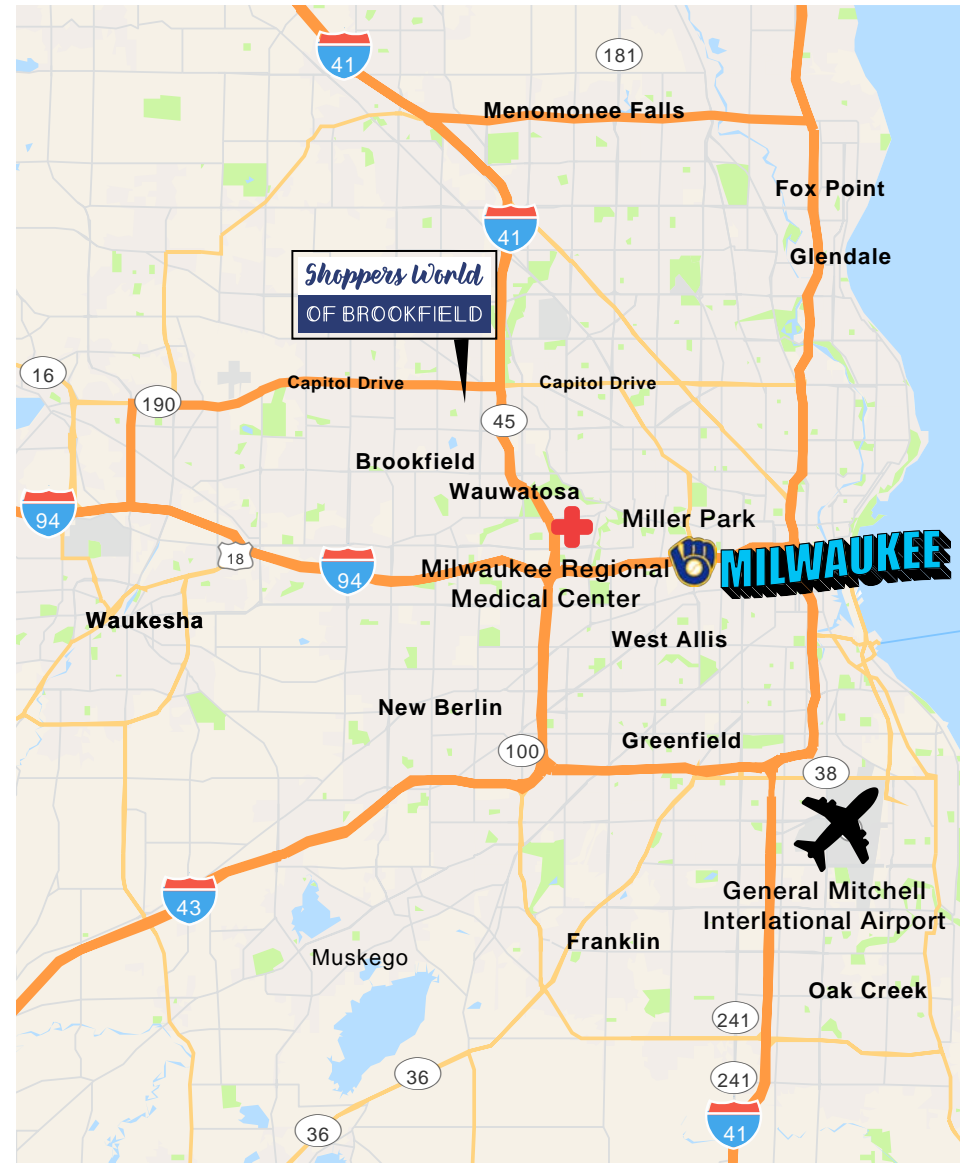 41
181
Menomonee Falls
Fox Point
41
Glendale
Shoppers World
OF BROOKFIELD
16
Capitol Drive
Capitol Drive
190
45
Brookfield
Wauwatosa
94
Miller Park
18
94
Milwaukee Regional
Medical Center
MILWAUKEE
Waukesha
West Allis
New Berlin
100
Greenfield
38
43
General Mitchell
Interlational Airport
Franklin
Muskego
Oak Creek
241
36
241
36
41